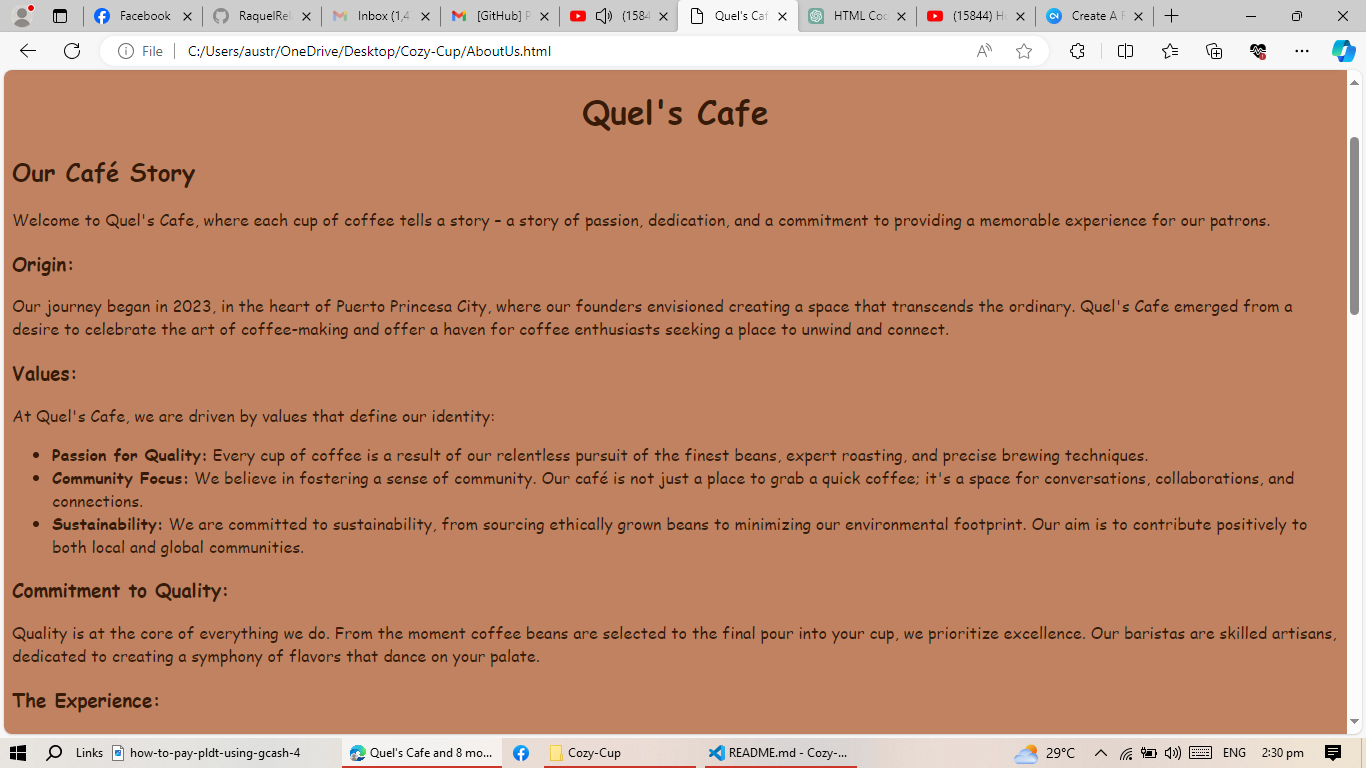 Facebook
RaquelRel
Inbox (1,4
[GitHub] P
(1584
Quel's Caf
HTML Coc
(15844) H
Create A F
File
C:/Users/austr/OneDrive/Desktop/Cozy-Cup/AboutUs.html
Quel's Cafe
Our Café Story
Welcome to Quel's Cafe, where each cup of coffee tells a story – a story of passion, dedication, and a commitment to providing a memorable experience for our patrons.
Origin:
Our journey began in 2023, in the heart of Puerto Princesa City, where our founders envisioned creating a space that transcends the ordinary. Quel's Cafe emerged from a
desire to celebrate the art of coffee-making and offer a haven for coffee enthusiasts seeking a place to unwind and connect.
Values:
At Quel's Cafe, we are driven by values that define our identity:
• Passion for Quality: Every cup of coffee is a result of our relentless pursuit of the finest beans, expert roasting, and precise brewing techniques.
• Community Focus: We believe in fostering a sense of community. Our café is not just a place to grab a quick coffee; it's a space for conversations, collaborations, and
connections.
• Sustainability: We are committed to sustainability, from sourcing ethically grown beans to minimizing our environmental footprint. Our aim is to contribute positively to
both local and global communities.
Commitment to Quality:
Quality is at the core of everything we do. From the moment coffee beans are selected to the final pour into your cup, we prioritize excellence. Our baristas are skilled artisans,
dedicated to creating a symphony of flavors that dance on your palate.
The Experience:
Links
how-to-pay-pldt-using-gcash-4
Quel's Cafe and 8 mo...
Cozy-Cup
README.md - Cozy-...
29°C
ENG
2:30 pm